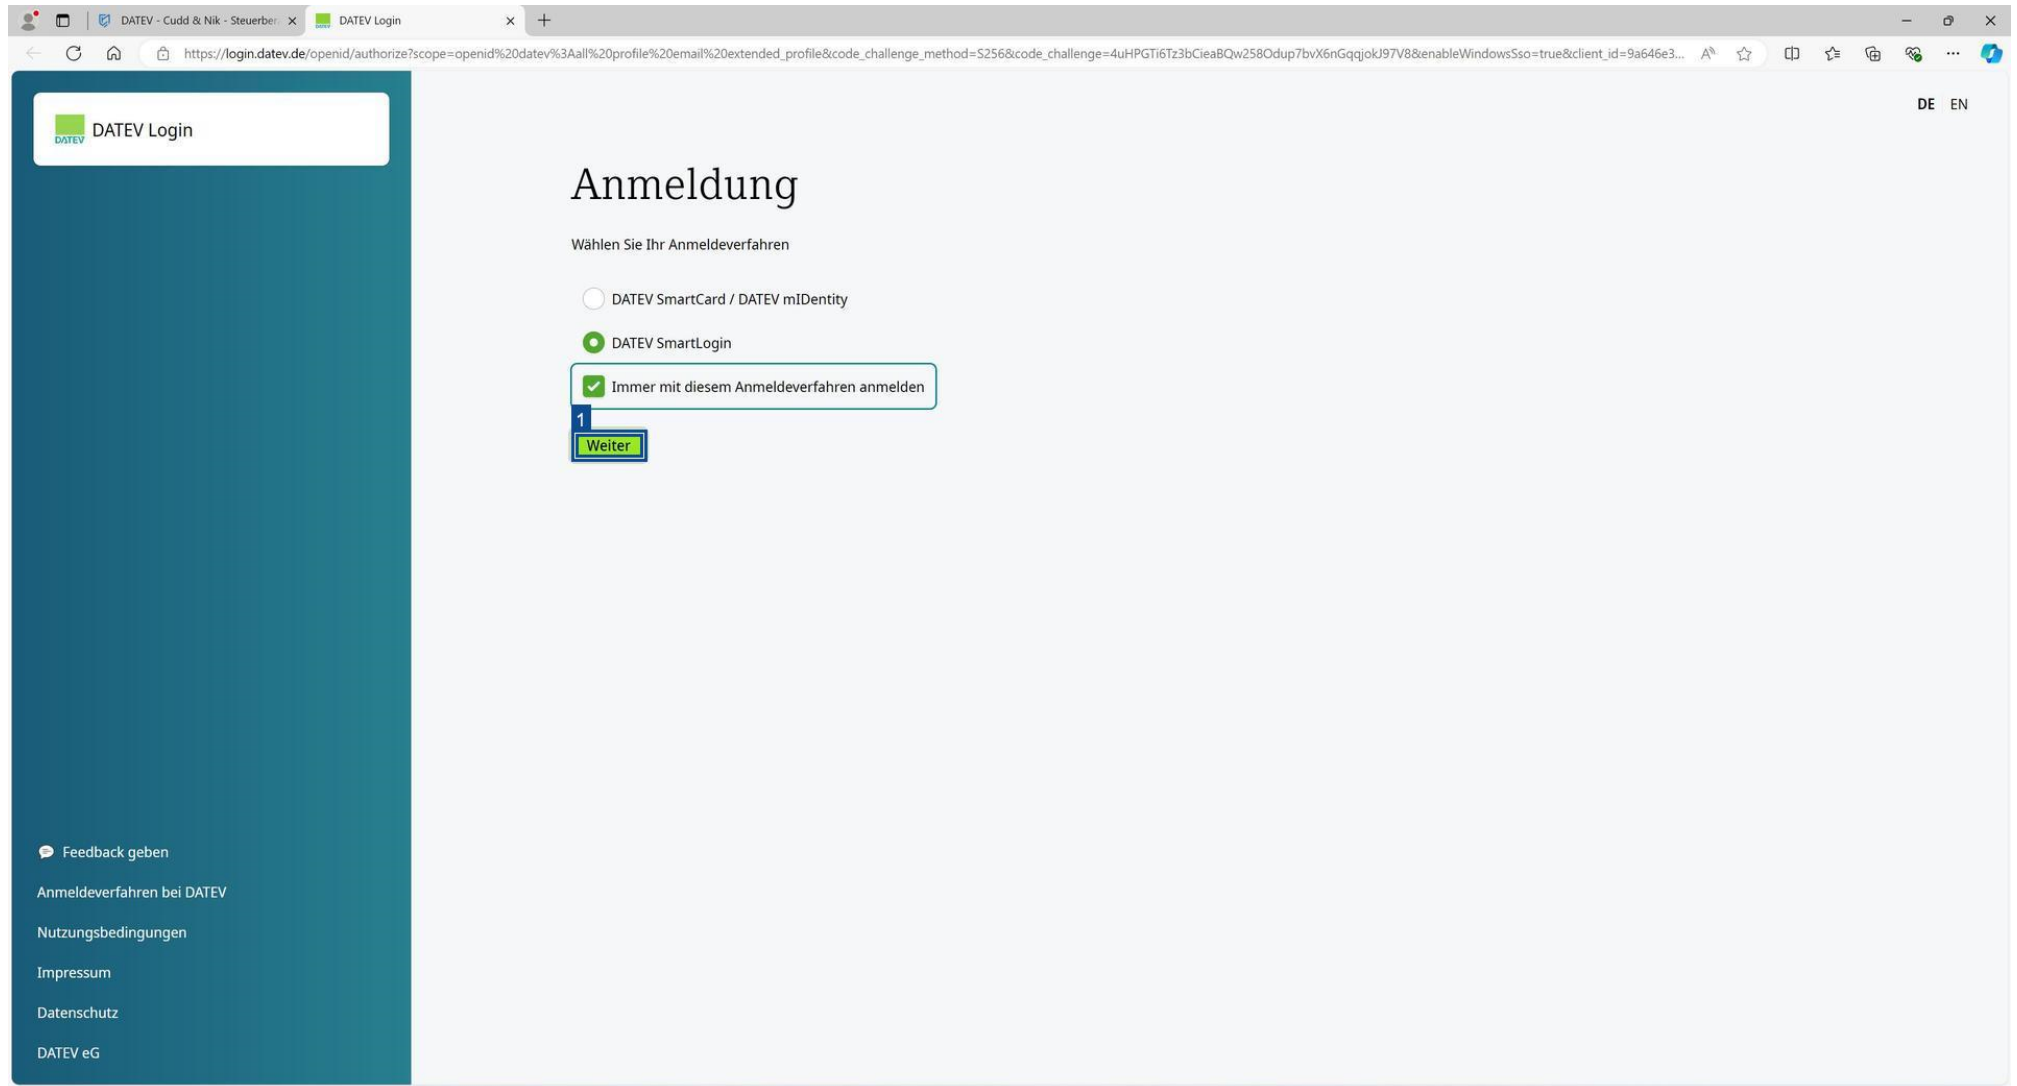 DATEV - Cudd & Nik - Steuerber
DATEV Login
https://login.datev.de/openid/authorize?scope=openid%20datev%3Aall%20profile%20email%20extended_profile&code_challenge_method=S256&code_challenge=4uHPGTi6Tz3bCieaBQw258Odup7bvX6nGqqjokJ97V8&enableWindowsSso=true&client_id=9a646e3...
DATEV
DATEV Login
DE EN
Anmeldung
Wählen Sie Ihr Anmeldeverfahren
DATEV SmartCard / DATEV mIDentity
DATEV SmartLogin
Immer mit diesem Anmeldeverfahren anmelden
1
Weiter
Feedback geben
Anmeldeverfahren bei DATEV
Nutzungsbedingungen
Impressum
Datenschutz
DATEV eG